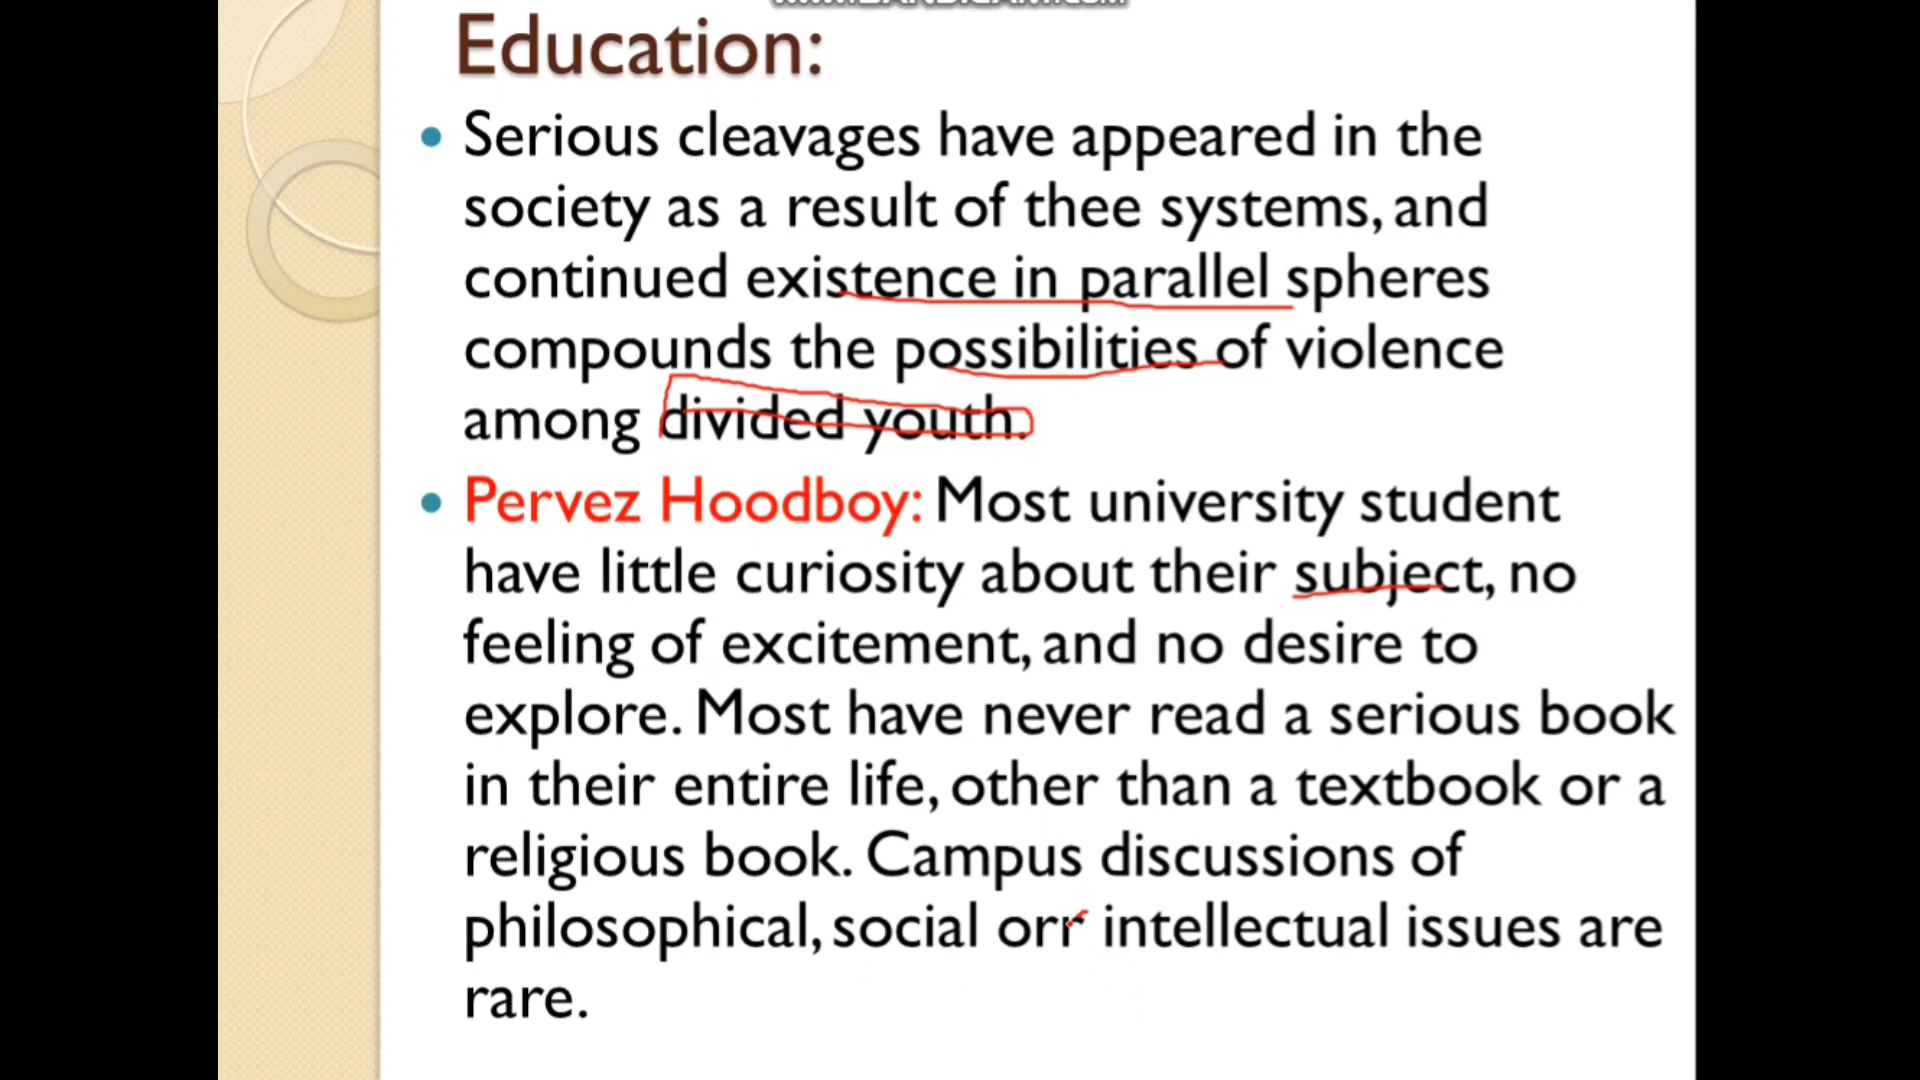 Education:
• Serious cleavages have appeared in the
society as a result of thee systems, and
continued existence in parallel spheres
compounds the possibilities of violence
among divided youth.
• Pervez Hoodboy: Most university student
have little curiosity about their subject, no
feeling of excitement, and no desire to
explore. Most have never read a serious book
in their entire life, other than a textbook or a
religious book. Campus discussions of
philosophical, social orr intellectual issues are
rare.